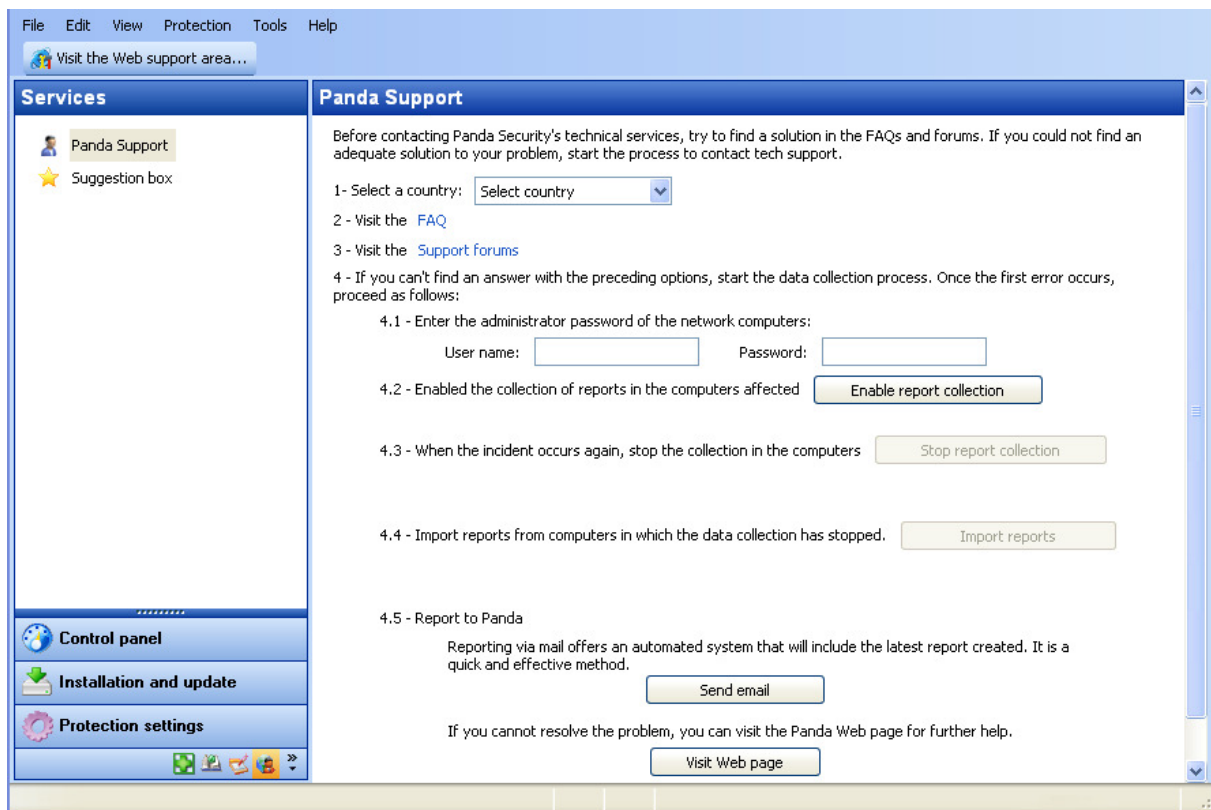 File Edit View Protection Tools Help
Visit the Web support area...
Services
Panda Support
Suggestion box
Control panel
Installation and update
Protection settings
Panda Support
Before contacting Panda Security's technical services, try to find a solution in the FAQs and forums. If you could not find an
adequate solution to your problem, start the process to contact tech support.
1- Select a country: Select country
2 - Visit the FAQ
3 - Visit the Support forums
4 - If you can't find an answer with the preceding options, start the data collection process. Once the first error occurs,
proceed as follows:
4.1 - Enter the administrator password of the network computers:
User name: Password:
4.2 - Enabled the collection of reports in the computers affected Enable report collection
4.3 - When the incident occurs again, stop the collection in the computers Stop report collection
4.4 - Import reports from computers in which the data collection has stopped. Import reports
4.5 - Report to Panda
Reporting via mail offers an automated system that will include the latest report created. It is a
quick and effective method.
Send email
If you cannot resolve the problem, you can visit the Panda Web page for further help.
Visit Web page